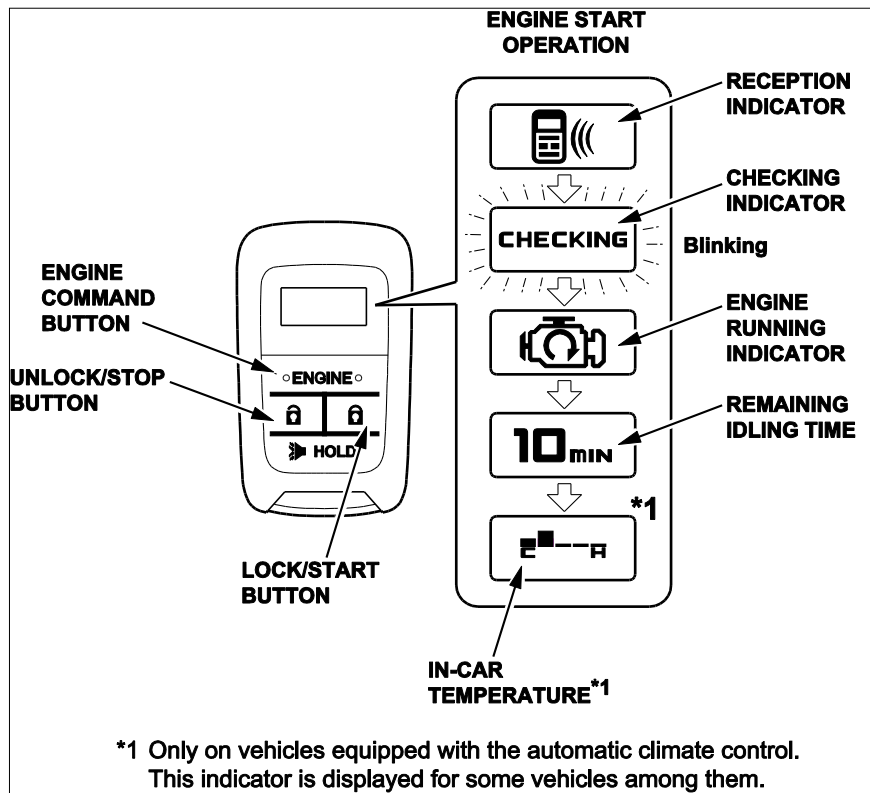 ENGINE START
OPERATION
RECEPTION
INDICATOR
CHECKING
INDICATOR
CHECKING
Blinking
ENGINE
COMMAND
BUTTON
ENGINE
RUNNING
INDICATOR
UNLOCK/STOP
BUTTON
ENGINE
HOLD
REMAINING
IDLING TIME
10 MIN
*1
C H
LOCK/START
BUTTON
IN-CAR
TEMPERATURE*1
*1 Only on vehicles equipped with the automatic climate control.
This indicator is displayed for some vehicles among them.